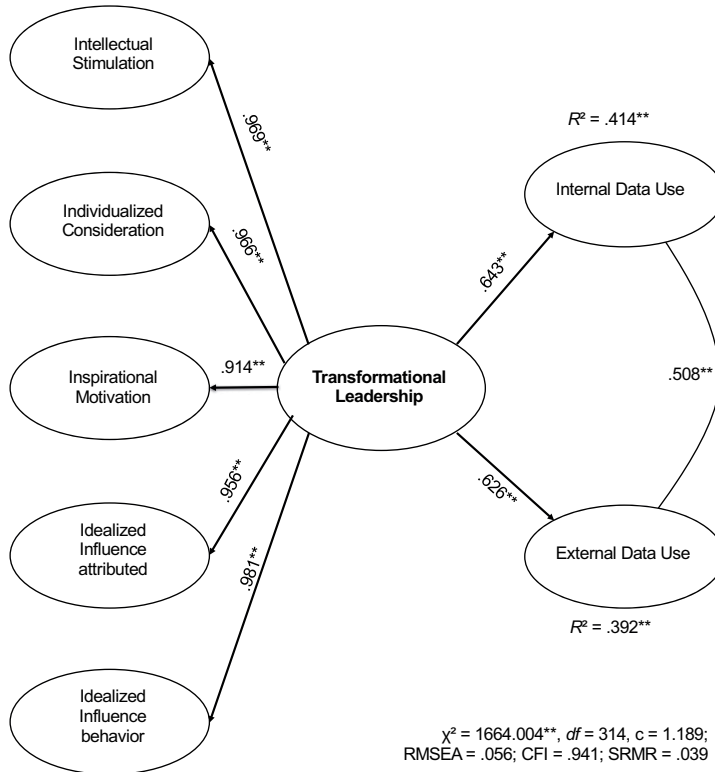 Intellectual
Stimulation
.969**
R² = .414**
Internal Data Use
Individualized
Consideration
.966**
.643**
Inspirational
Motivation
.914**
Transformational
Leadership
.508**
.956**
.626**
Idealized
Influence
attributed
.981**
External Data Use
R² = .392**
Idealized
Influence
behavior
χ² = 1664.004**, df = 314, c = 1.189;
RMSEA = .056; CFI = .941; SRMR = .039